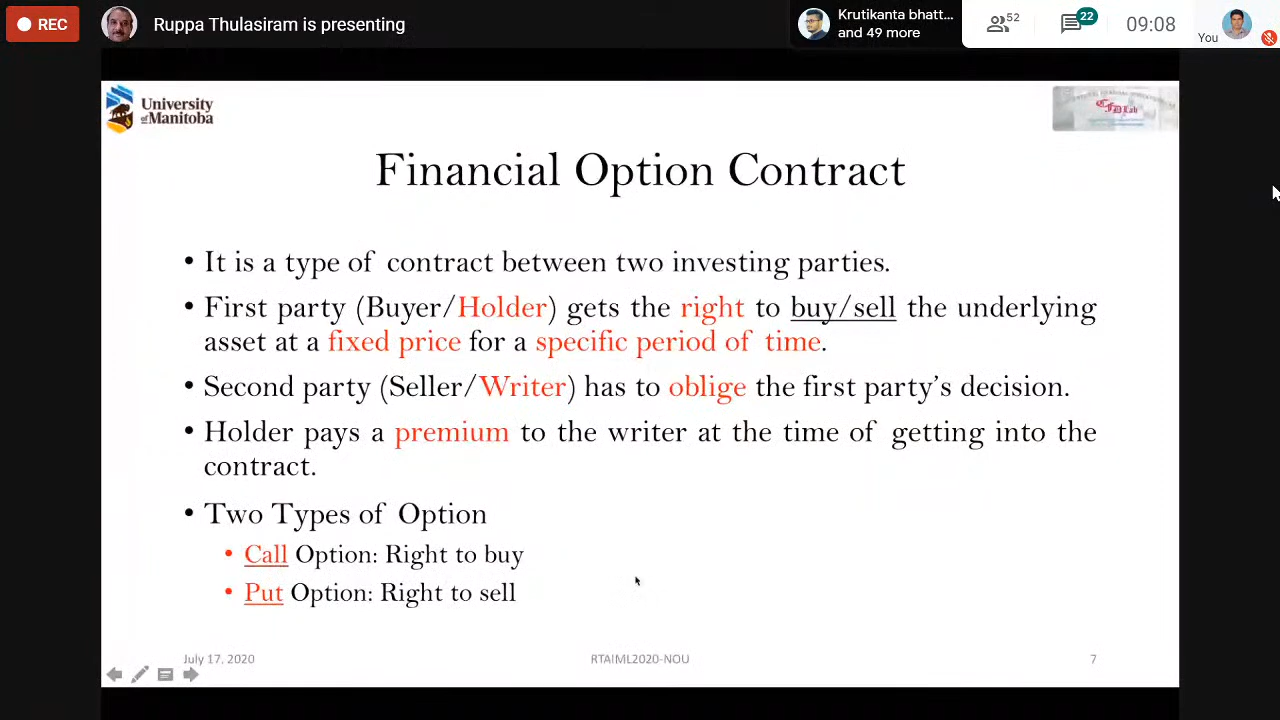 REC
Ruppa Thulasiram is presenting
Krutikanta bhatt...
and 49 more
52
22
09:08
You
University
of Manitoba
CFDLab
Financial Option Contract
• It is a type of contract between two investing parties.
• First party (Buyer/Holder) gets the right to buy/sell the underlying
asset at a fixed price for a specific period of time.
• Second party (Seller/Writer) has to oblige the first party's decision.
• Holder pays a premium to the writer at the time of getting into the
contract.
• Two Types of Option
• Call Option: Right to buy
• Put Option: Right to sell
July 17, 2020
RTAIML2020-NOU
7